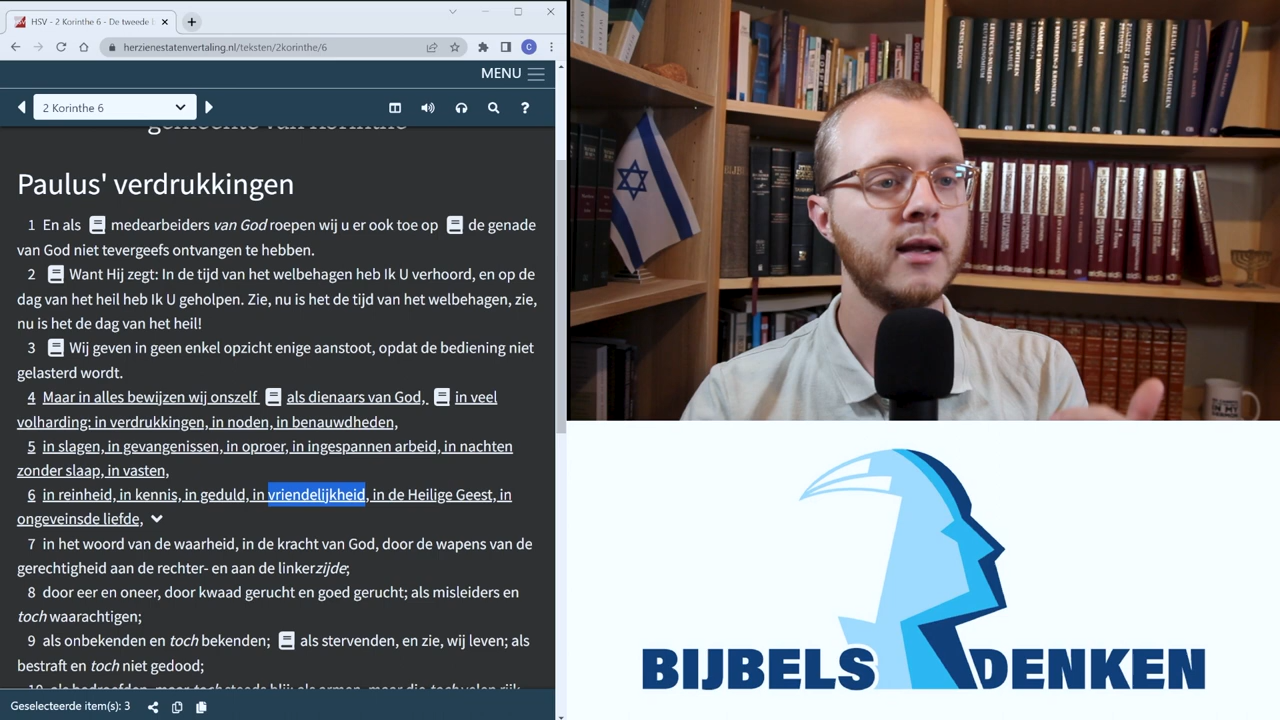 HSV - 2 Korinthe 6 - De tweede
herzienestatenvertaling.nl/teksten/2korinthe/6
C
MENU
2 Korinthe 6
?
gemeente van Korinthe
Paulus' verdrukkingen
1 En als medearbeiders van God roepen wij u er ook toe op de genade
van God niet tevergeefs ontvangen te hebben.
2 Want Hij zegt: In de tijd van het welbehagen heb Ik U verhoord, en op de
dag van het heil heb Ik U geholpen. Zie, nu is het de tijd van het welbehagen, zie,
nu is het de dag van het heil!
3 Wij geven in geen enkel opzicht enige aanstoot, opdat de bediening niet
gelasterd wordt.
4 Maar in alles bewijzen wij onszelf als dienaars van God, in veel
volharding: in verdrukkingen, in noden, in benauwdheden,
5 in slagen, in gevangenissen, in oproer, in ingespannen arbeid, in nachten
zonder slaap, in vasten,
6 in reinheid, in kennis, in geduld, in vriendelijkheid, in de Heilige Geest, in
ongeveinsde liefde,
7 in het woord van de waarheid, in de kracht van God, door de wapens van de
gerechtigheid aan de rechter- en aan de linkerzijde;
8 door eer en oneer, door kwaad gerucht en goed gerucht; als misleiders en
toch waarachtigen;
9 als onbekenden en toch bekenden; als stervenden, en zie, wij leven; als
bestraft en toch niet gedood;
Geselecteerde item(s): 3
BIJBELS DENKEN